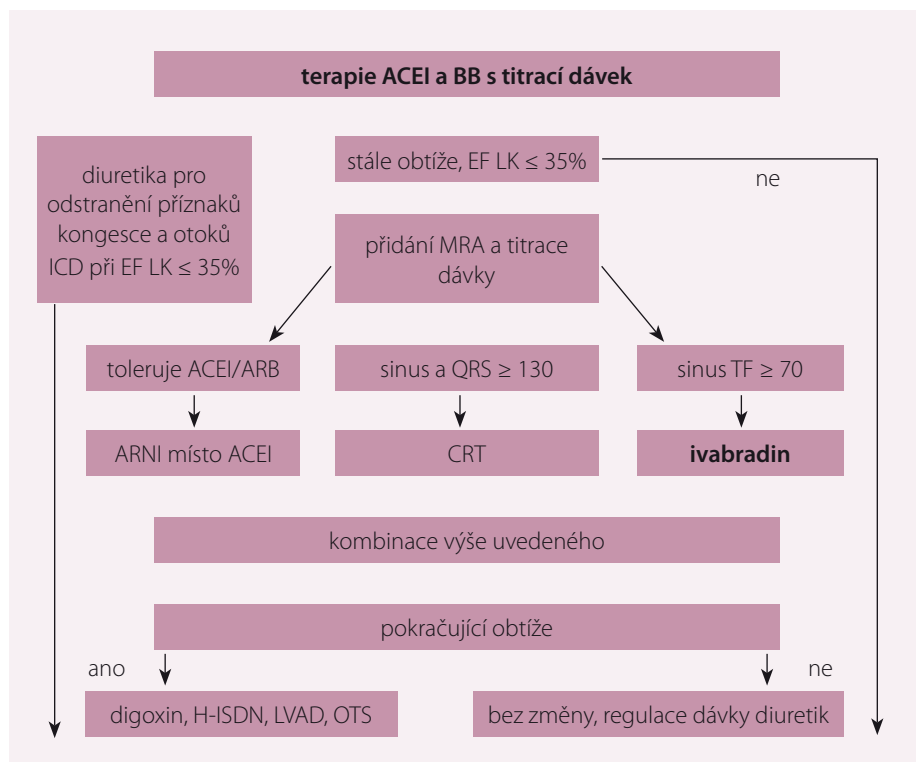 terapie ACEI a BB s titrací dávek
diuretika pro
odstranění příznaků
kongesce a otoků
ICD při EF LK ≤ 35%
stále obtíže, EF LK ≤ 35%
ne
přidání MRA a titrace
dávky
toleruje ACEI/ARB
sinus a QRS ≥ 130
sinus TF ≥ 70
ARNI místo ACEI
CRT
ivabradin
kombinace výše uvedeného
pokračující obtíže
ano
ne
digoxin, H-ISDN, LVAD, OTS
bez změny, regulace dávky diuretik